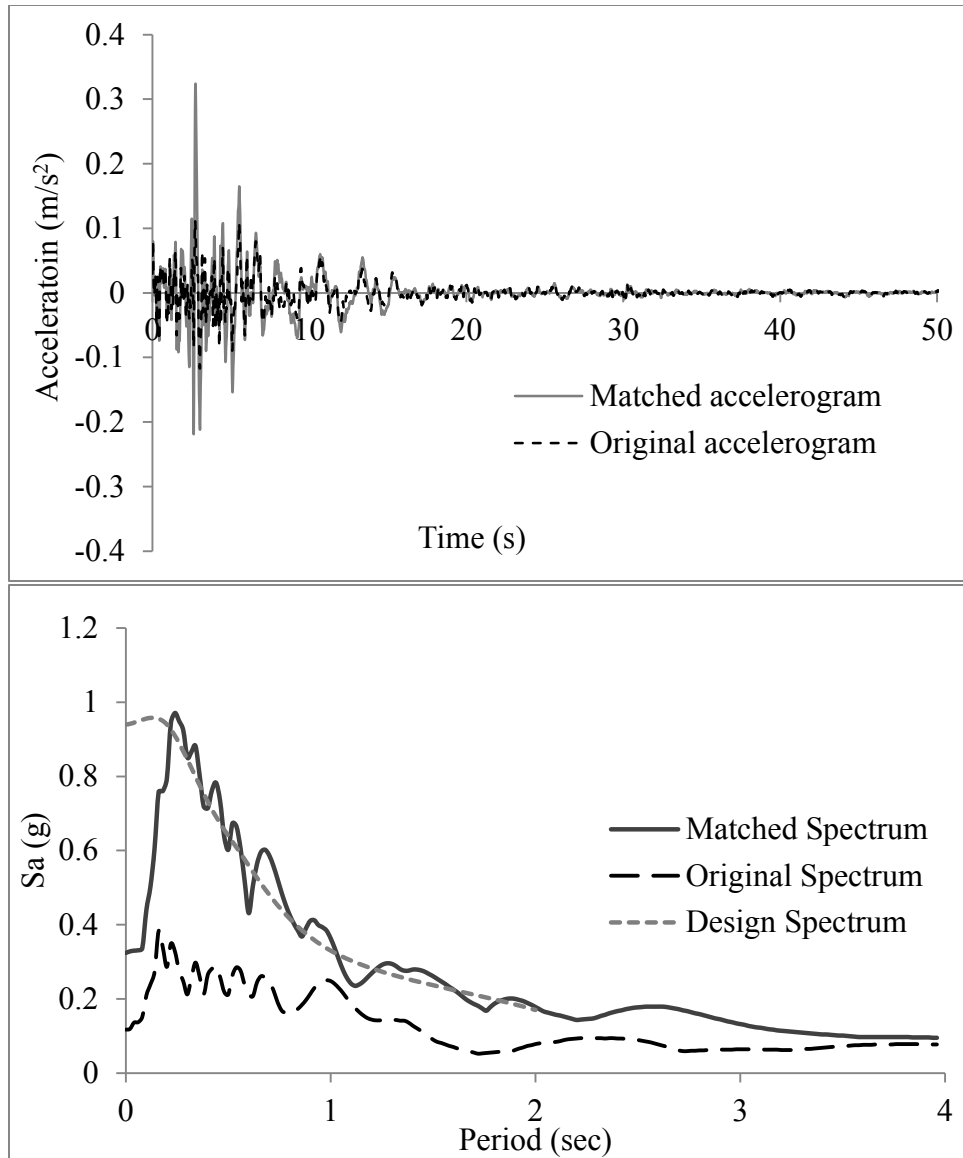 0.4
0.3
0.2
0.1
0
-0.1
-0.2
-0.3
-0.4
Acceleratoin (m/s²)
0 10 20 30 40 50
Matched accelerogram
Original accelerogram
Time (s)
1.2
1
0.8
0.6
0.4
0.2
0
Sa (g)
Matched Spectrum
Original Spectrum
Design Spectrum
0 1 2 3 4
Period (sec)